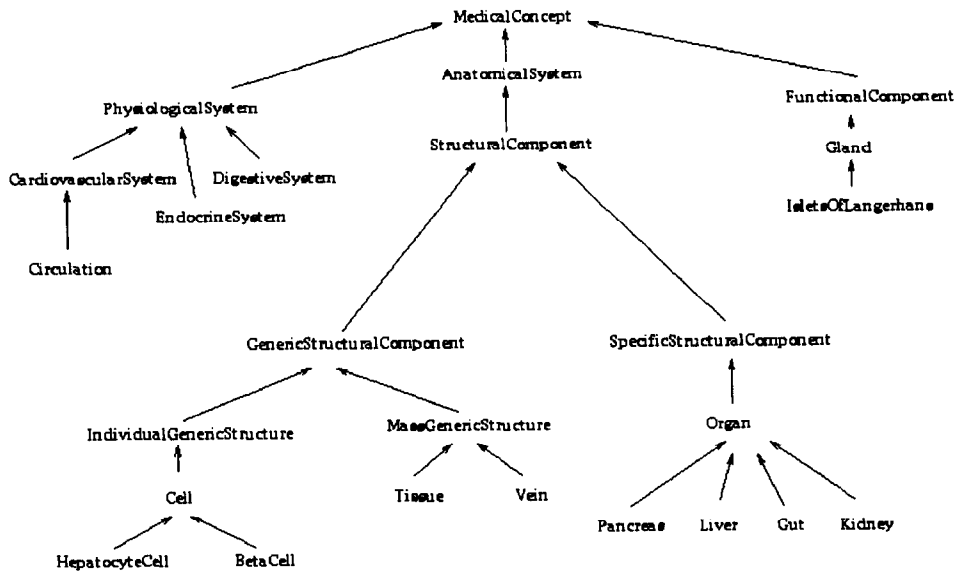 MedicalConcept
AnatomicalSystem
PhysiologicalSystem
FunctionalComponent
StructuralComponent
Gland
CardiovascularSystem
DigestiveSystem
EndocrineSystem
IsletsOfLangerhans
Circulation
GenericStructuralComponent
SpecificStructuralComponent
IndividualGenericStructure
MassGenericStructure
Organ
Cell
Tissue
Vein
Pancreas
Liver
Gut
Kidney
HepatocyteCell
BetaCell